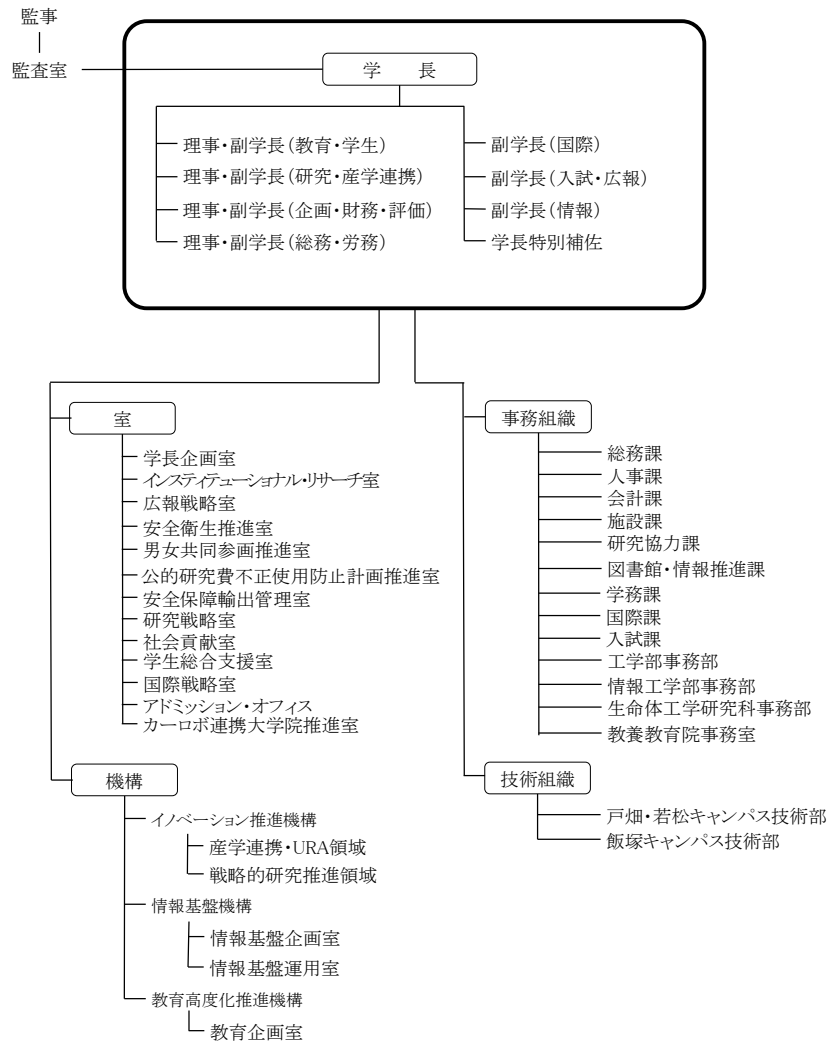 監事
監査室
学　長
理事・副学長(教育・学生)
理事・副学長(研究・産学連携)
理事・副学長(企画・財務・評価)
理事・副学長(総務・労務)
副学長(国際)
副学長(入試・広報)
副学長(情報)
学長特別補佐
室
学長企画室
インスティテューショナル・リサーチ室
広報戦略室
安全衛生推進室
男女共同参画推進室
公的研究費不正使用防止計画推進室
安全保障輸出管理室
研究戦略室
社会貢献室
学生総合支援室
国際戦略室
アドミッション・オフィス
カーロボ連携大学院推進室
機構
イノベーション推進機構
産学連携・URA領域
戦略的研究推進領域
情報基盤機構
情報基盤企画室
情報基盤運用室
教育高度化推進機構
教育企画室
事務組織
総務課
人事課
会計課
施設課
研究協力課
図書館・情報推進課
学務課
国際課
入試課
工学部事務部
情報工学部事務部
生命体工学研究科事務部
教養教育院事務室
技術組織
戸畑・若松キャンパス技術部
飯塚キャンパス技術部